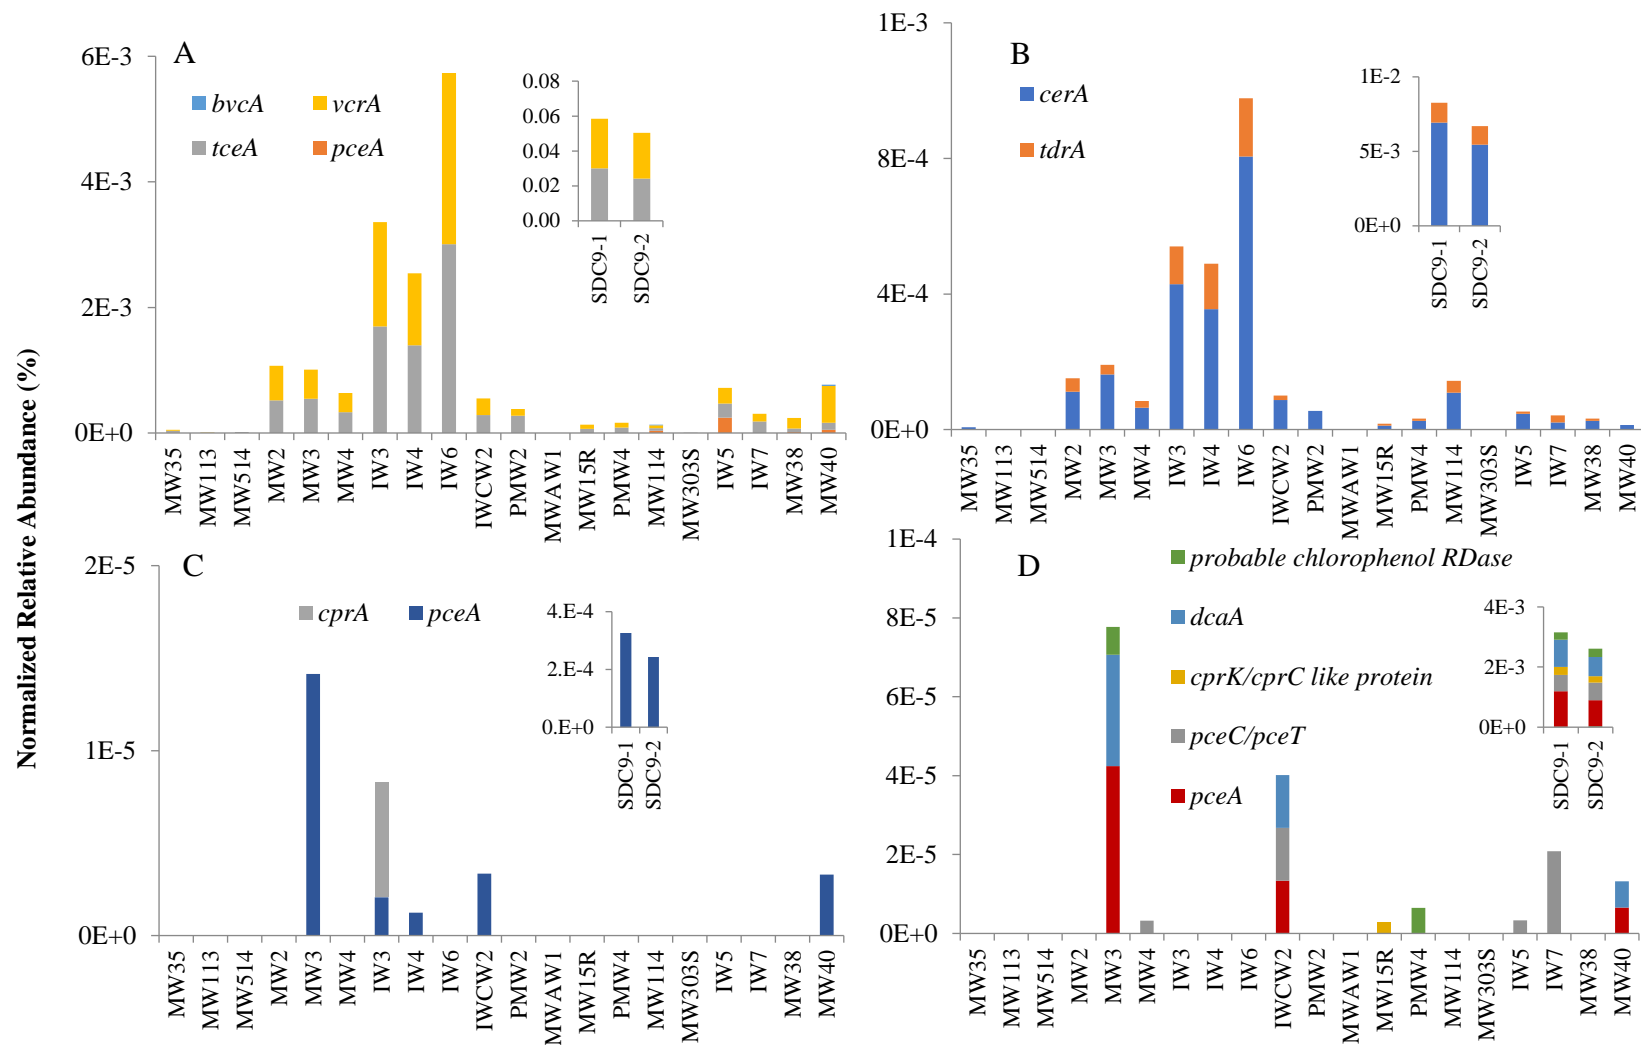 Normalized Relative Abundance (%)
A
6E-3
4E-3
2E-3
0E+0
bvcA
vcrA
tceA
pceA
0.08
0.06
0.04
0.02
0.00
SDC9-1
SDC9-2
MW35
MW113
MW514
MW2
MW3
MW4
IW3
IW4
IW6
IWCW2
PMW2
MWAW1
MW15R
PMW4
MW114
MW303S
IW5
IW7
MW38
MW40
B
1E-3
8E-4
4E-4
0E+0
cerA
tdrA
1E-2
5E-3
0E+0
SDC9-1
SDC9-2
MW35
MW113
MW514
MW2
MW3
MW4
IW3
IW4
IW6
IWCW2
PMW2
MWAW1
MW15R
PMW4
MW114
MW303S
IW5
IW7
MW38
MW40
C
2E-5
1E-5
0E+0
cprA
pceA
4.E-4
2.E-4
0.E+0
SDC9-1
SDC9-2
MW35
MW113
MW514
MW2
MW3
MW4
IW3
IW4
IW6
IWCW2
PMW2
MWAW1
MW15R
PMW4
MW114
MW303S
IW5
IW7
MW38
MW40
D
1E-4
8E-5
6E-5
4E-5
2E-5
0E+0
probable chlorophenol RDase
dcaA
cprK/cprC like protein
pceC/pceT
pceA
4E-3
2E-3
0E+0
SDC9-1
SDC9-2
MW35
MW113
MW514
MW2
MW3
MW4
IW3
IW4
IW6
IWCW2
PMW2
MWAW1
MW15R
PMW4
MW114
MW303S
IW5
IW7
MW38
MW40